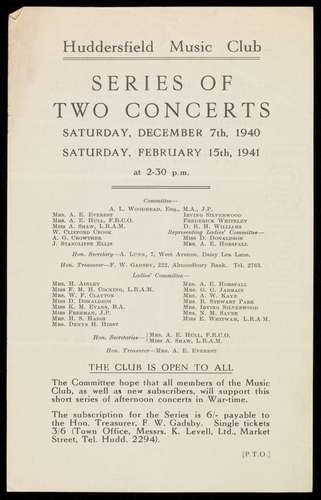 Huddersfield Music Club
SERIES OF
TWO CONCERTS
SATURDAY, DECEMBER 7th, 1940
SATURDAY, FEBRUARY 15th, 1941
at 2-30 p.m.
Committee—
A. L. WOODHEAD, Esq., M.A., J.P.
MRS. A. E. EVEREST
MRS. A. E. HULL, F.R.C.O.
MISS A. SHAW, L.R.A.M.
W. CLIFFORD CROOK
A. G. CROWTHER
J. STANCLIFFE ELLIS
IRVING SILVERWOOD
FREDERICK WHITELEY
D. R. H. WILLIAMS
Representing Ladies' Committee—
MISS D. DONALDSON
MRS. A. E. HORSFALL
Hon. Secretary—A. LUNN, 7, West Avenue, Daisy Lea Lane.
Hon. Treasurer—F. W. GADSBY, 222, Almondbury Bank. Tel. 2763.
Ladies' Committee—
MRS. H. AINLEY
MISS F. M. H. COCKING, L.R.A.M.
MRS. W. F. CLAYTON
MISS D. DONALDSON
MISS K. M. EVANS, B.A.
MISS FREEMAN, J.P.
MRS. H. S. HAIGH
MRS. DENYS H. HIRST
MRS. A. E. HORSFALL
MRS. G. G. JARMAIN
MRS. A. W. KAYE
MRS. R. STEWART PARK
MRS. IRVING SILVERWOOD
MRS. N. M. SAYER
MISS E. WHITWAM, L.R.A.M.
Hon. Secretaries— MRS. A. E. HULL, F.R.C.O.
MISS A. SHAW, L.R.A.M.
Hon. Treasurer—MRS. A. E. EVEREST
THE CLUB IS OPEN TO ALL
The Committee hope that all members of the Music
Club, as well as new subscribers, will support this
short series of afternoon concerts in War-time.
The subscription for the Series is 6/- payable to
the Hon. Treasurer, F. W. Gadsby. Single tickets
3/6 (Town Office, Messrs. K. Levell, Ltd., Market
Street, Tel. Hudd. 2294).
[P.T.O.]